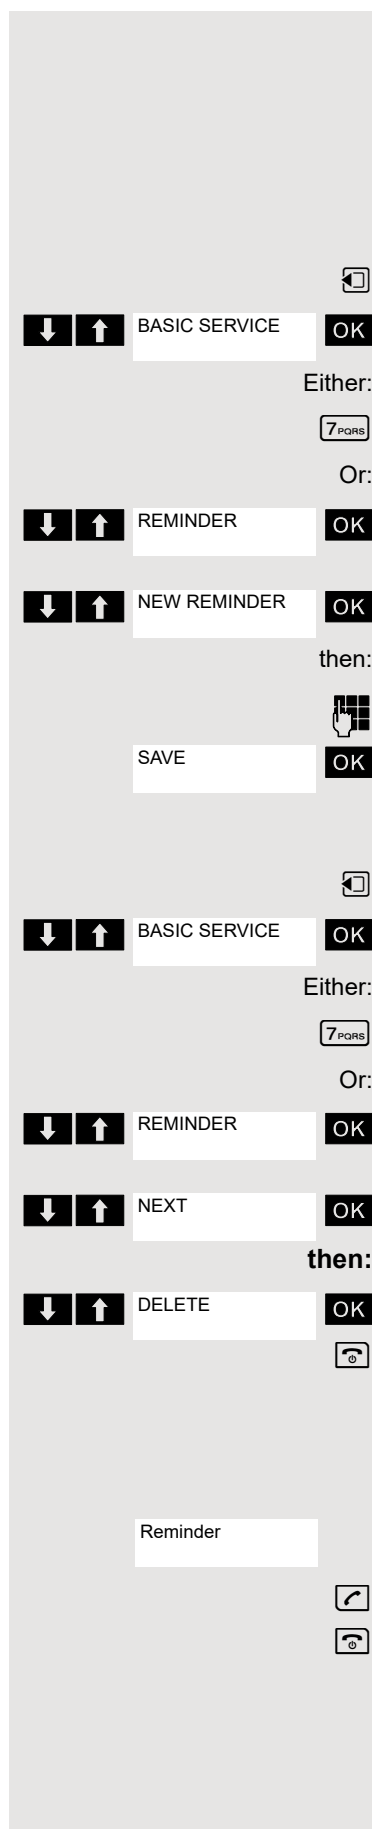 BASIC SERVICE OK
Either:
7PQRS
Or:
REMINDER OK
NEW REMINDER OK
then:
SAVE OK
BASIC SERVICE OK
Either:
7PQRS
Or:
REMINDER OK
NEXT OK
then:
DELETE OK
Reminder